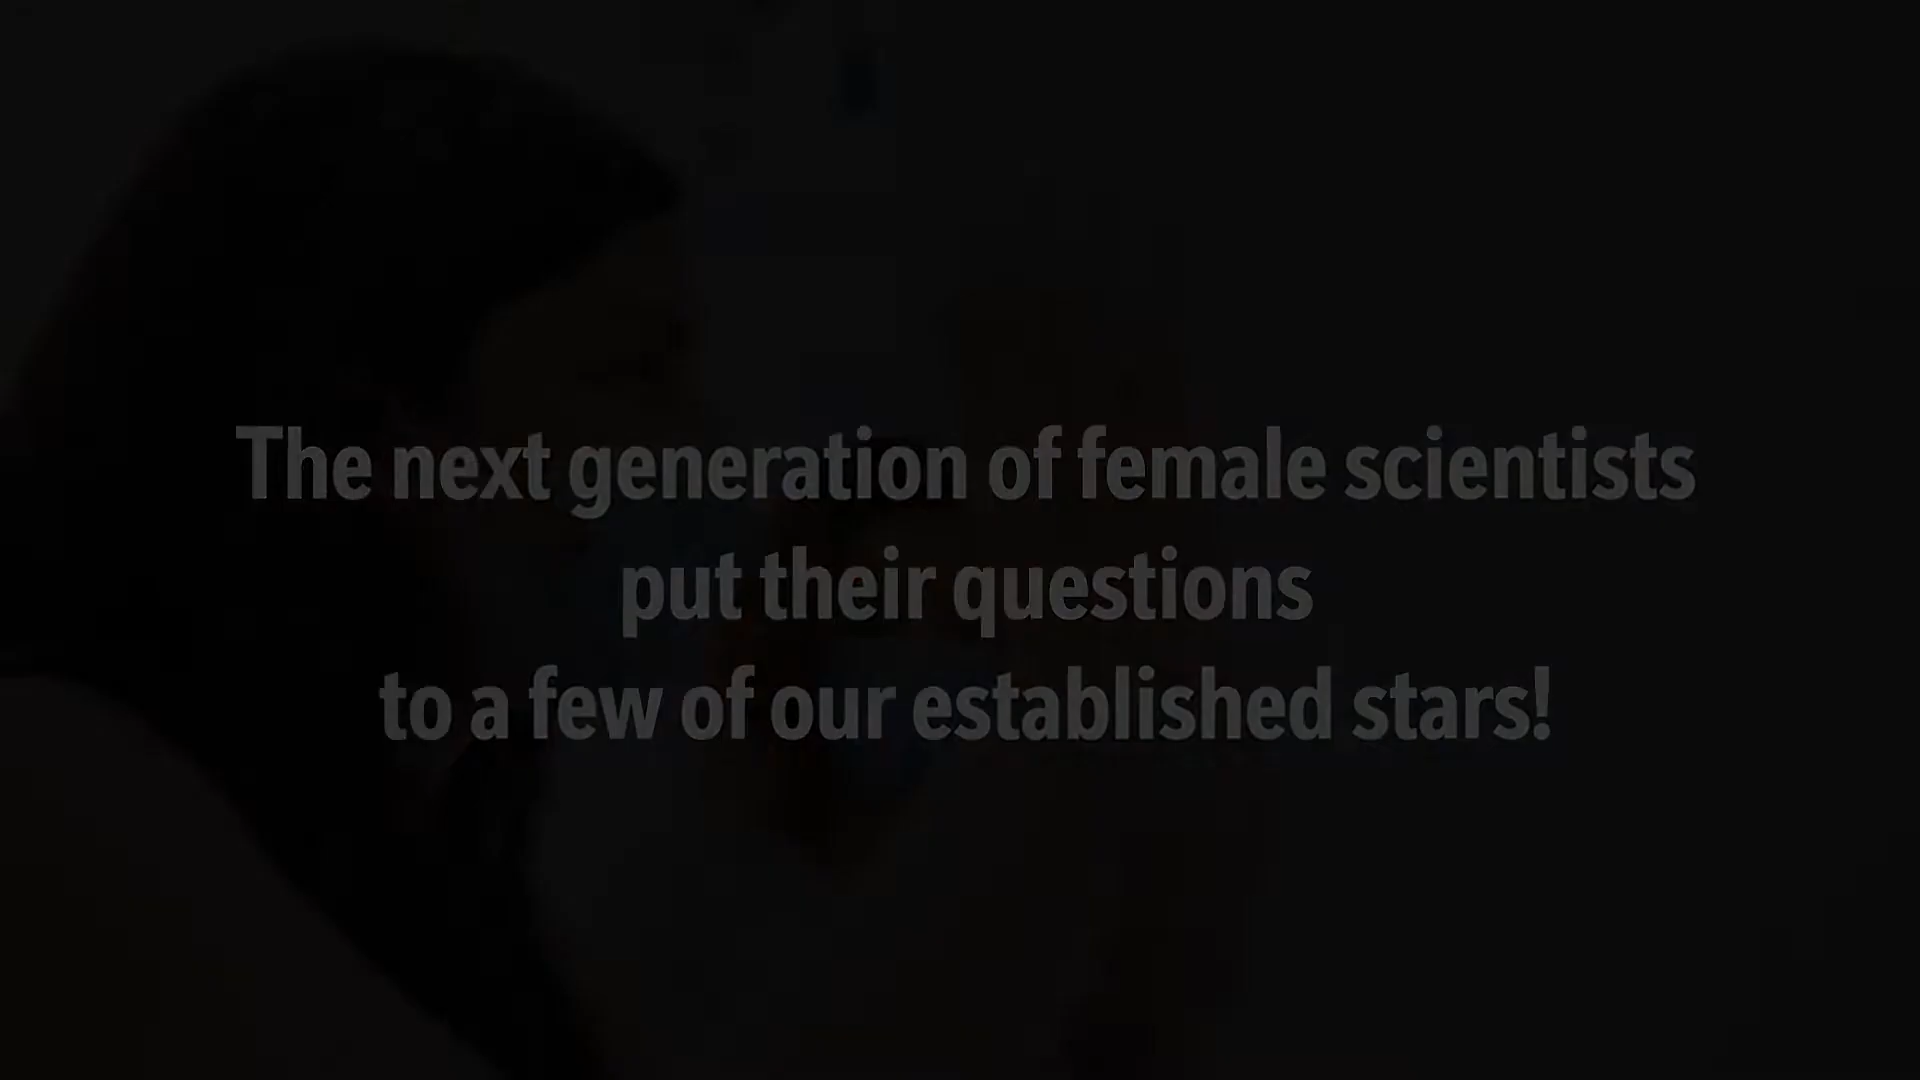 The next generation of female scientists
put their questions
to a few of our established stars!